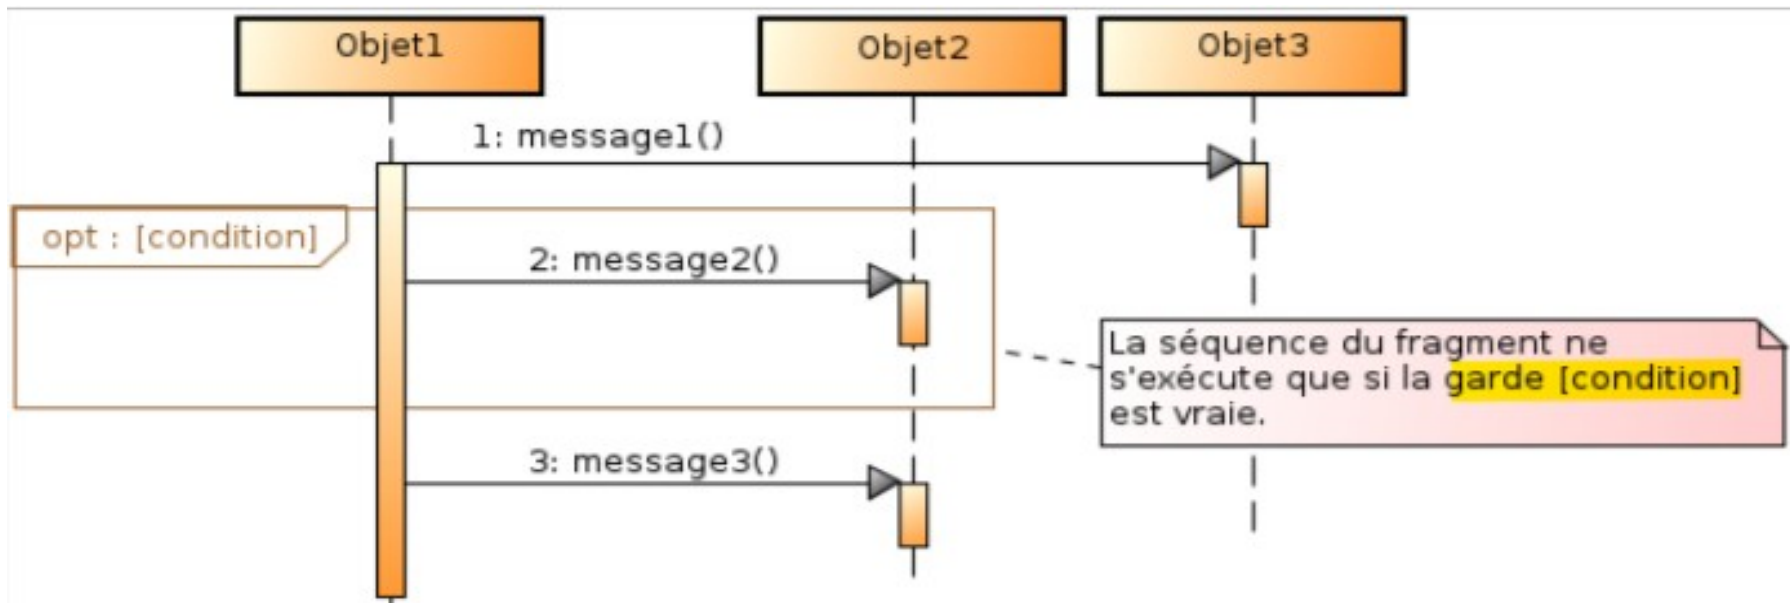 Objet1
Objet2
Objet3
1: message1()
opt : [condition]
2: message2()
La séquence du fragment ne
s'exécute que si la garde [condition]
est vraie.
3: message3()